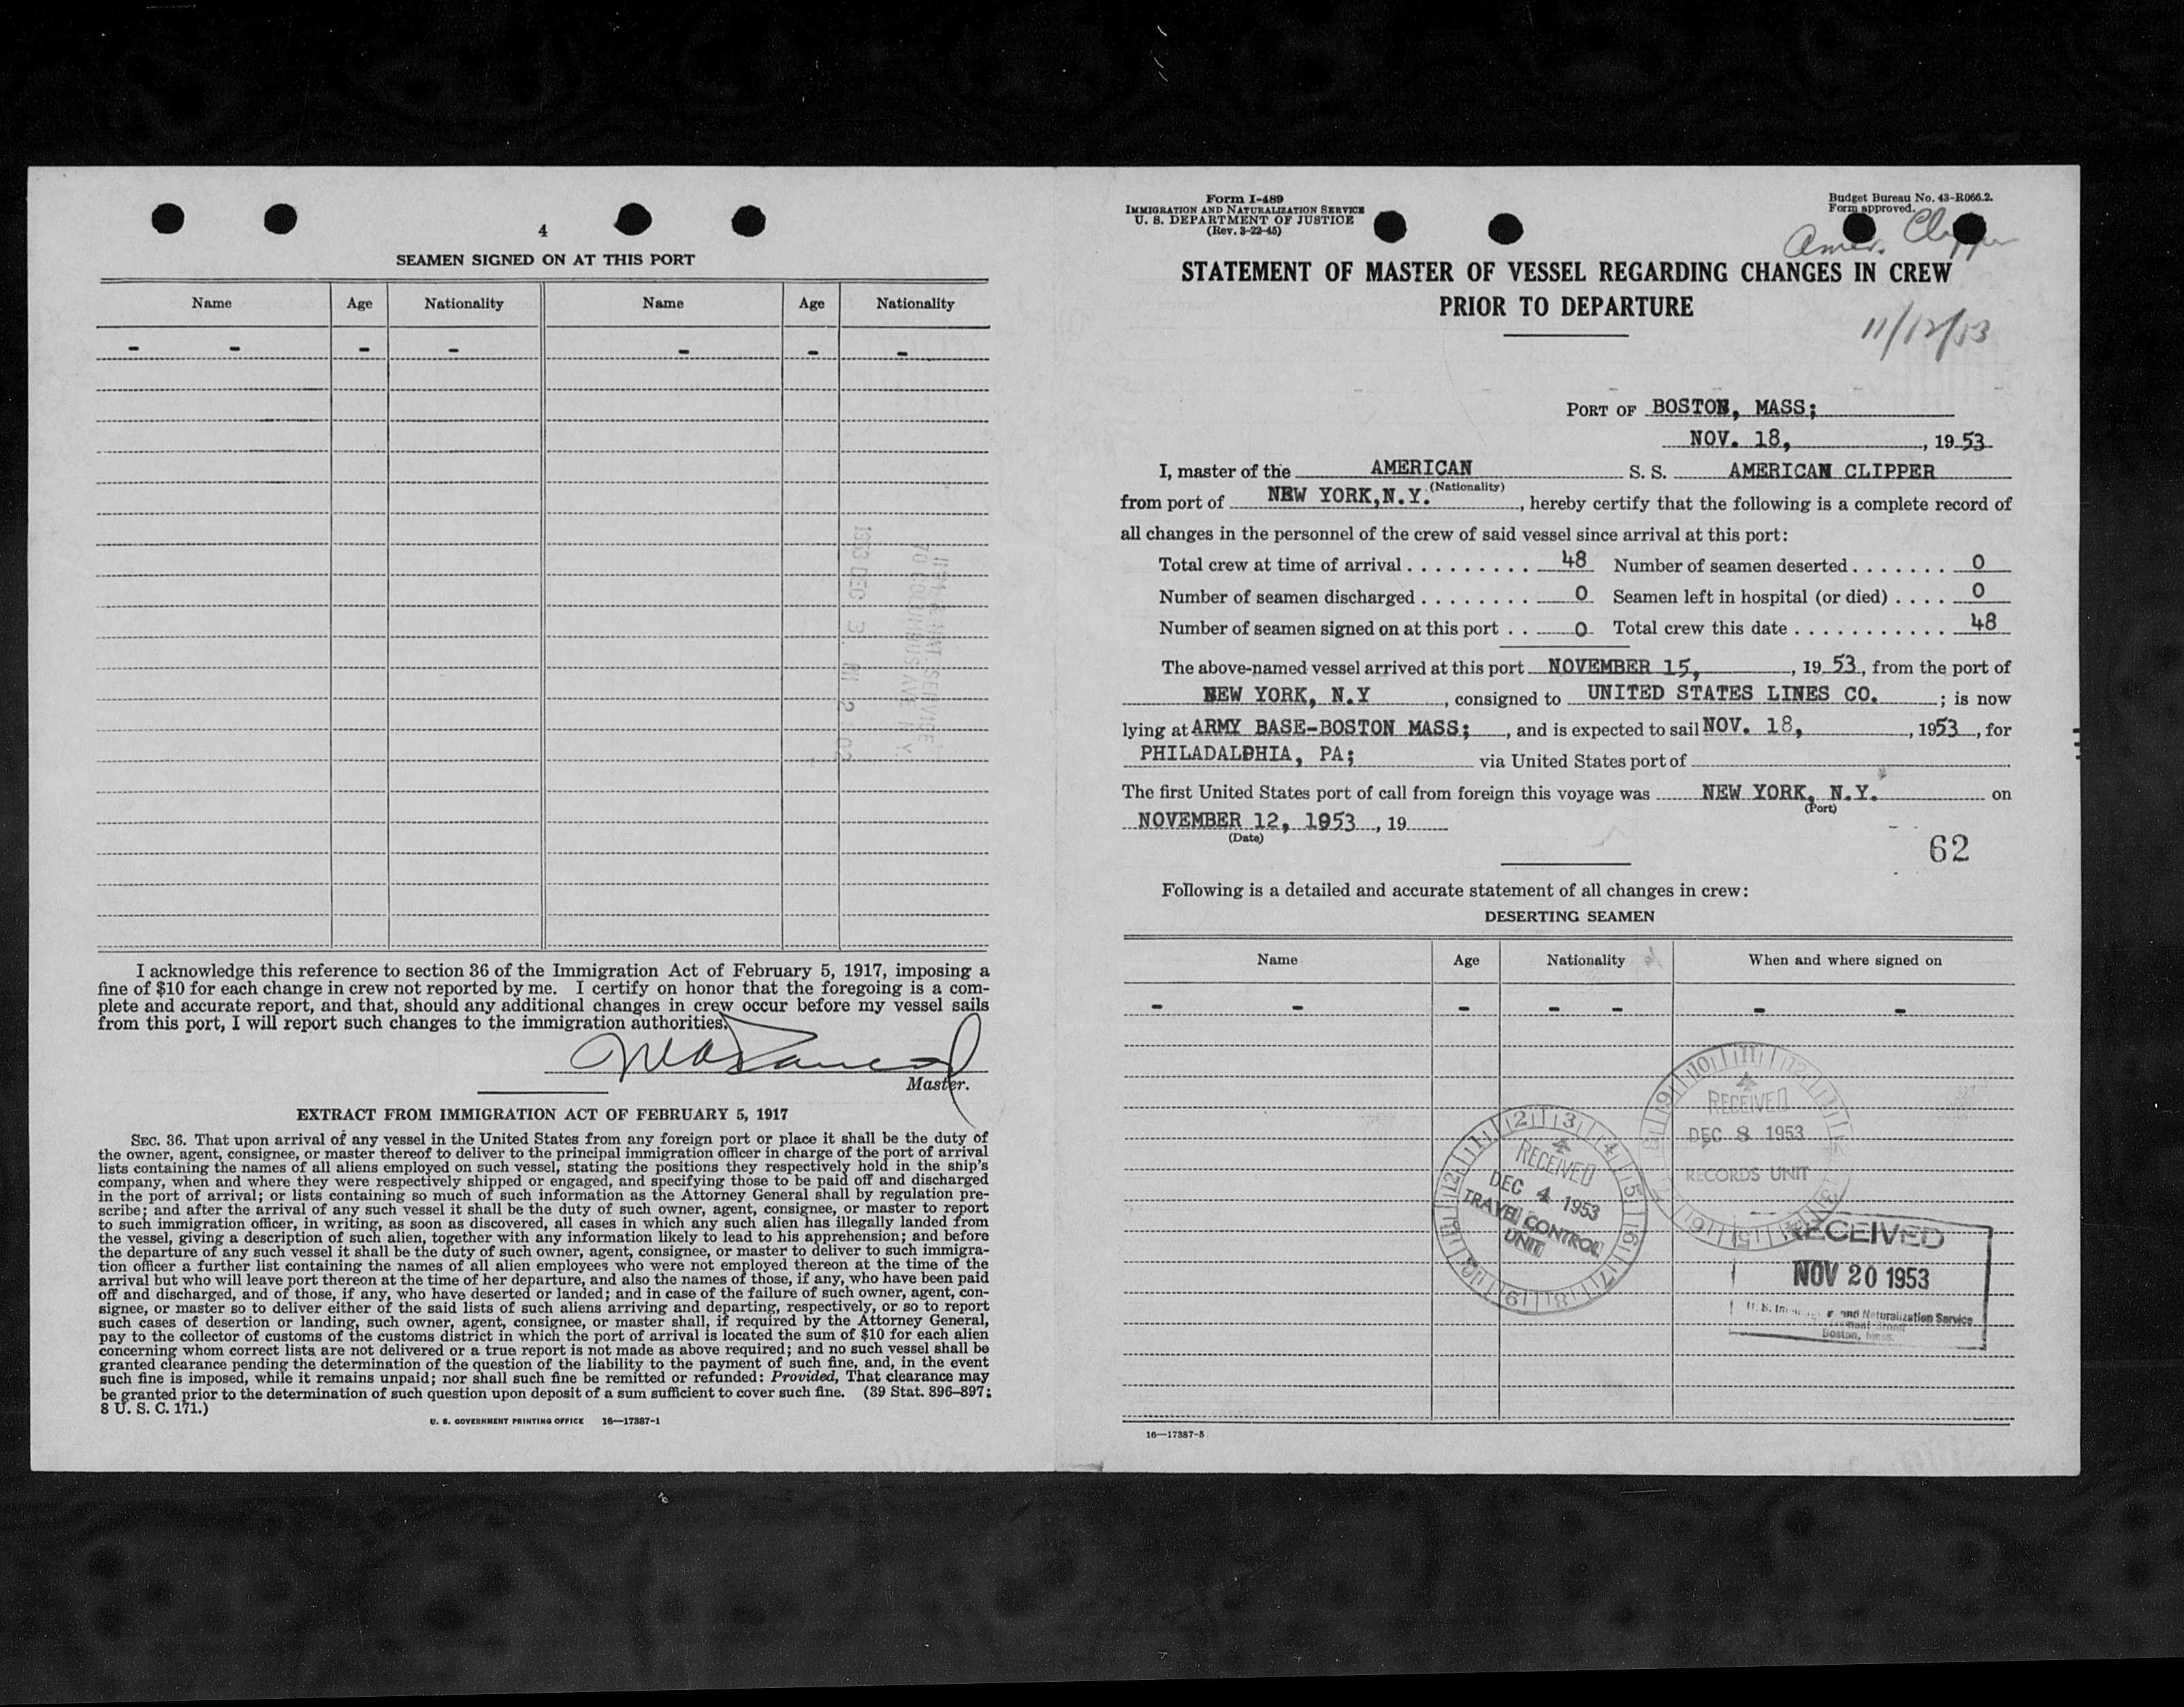 4
SEAMEN SIGNED ON AT THIS PORT
Name Age Nationality Name Age Nationality
- - - - - - -
1953 DEC 3
70 COLUMBUS AVE N.Y.
I acknowledge this reference to section 36 of the Immigration Act of February 5, 1917, imposing a
fine of $10 for each change in crew not reported by me. I certify on honor that the foregoing is a com-
plete and accurate report, and that, should any additional changes in crew occur before my vessel sails
from this port, I will report such changes to the immigration authorities.
Master.
EXTRACT FROM IMMIGRATION ACT OF FEBRUARY 5, 1917
SEC. 36. That upon arrival of any vessel in the United States from any foreign port or place it shall be the duty of
the owner, agent, consignee, or master thereof to deliver to the principal immigration officer in charge of the port of arrival
lists containing the names of all aliens employed on such vessel, stating the positions they respectively hold in the ship's
company, when and where they were respectively shipped or engaged, and specifying those to be paid off and discharged
in the port of arrival; or lists containing so much of such information as the Attorney General shall by regulation pre-
scribe; and after the arrival of any such vessel it shall be the duty of such owner, agent, consignee, or master to report
to such immigration officer, in writing, as soon as discovered, all cases in which any such alien has illegally landed from
the vessel, giving a description of such alien, together with any information likely to lead to his apprehension; and before
the departure of any such vessel it shall be the duty of such owner, agent, consignee, or master to deliver to such immigra-
tion officer a further list containing the names of all alien employees who were not employed thereon at the time of the
arrival but who will leave port thereon at the time of her departure, and also the names of those, if any, who have been paid
off and discharged, and of those, if any, who have deserted or landed; and in case of the failure of such owner, agent, con-
signee, or master so to deliver either of the said lists of such aliens arriving and departing, respectively, or so to report
such cases of desertion or landing, such owner, agent, consignee, or master shall, if required by the Attorney General,
pay to the collector of customs of the customs district in which the port of arrival is located the sum of $10 for each alien
concerning whom correct lists are not delivered or a true report is not made as above required; and no such vessel shall be
granted clearance pending the determination of the question of the liability to the payment of such fine, and, in the event
such fine is imposed, while it remains unpaid; nor shall such fine be remitted or refunded: Provided, That clearance may
be granted prior to the determination of such question upon deposit of a sum sufficient to cover such fine. (39 Stat. 896–897;
8 U. S. C. 171.)
U. S. GOVERNMENT PRINTING OFFICE 16—17387-1
Form I-489
IMMIGRATION AND NATURALIZATION SERVICE
U. S. DEPARTMENT OF JUSTICE
(Rev. 3-22-45)
Budget Bureau No. 43-R066.2.
Form approved.
Amer. Clipper
STATEMENT OF MASTER OF VESSEL REGARDING CHANGES IN CREW
PRIOR TO DEPARTURE
11/12/53
PORT OF BOSTON, MASS;
NOV. 18, , 19 53
I, master of the AMERICAN S. S. AMERICAN CLIPPER
(Nationality)
from port of NEW YORK,N.Y. , hereby certify that the following is a complete record of
all changes in the personnel of the crew of said vessel since arrival at this port:
Total crew at time of arrival . . . . . . . . . . 48 Number of seamen deserted . . . . . . . 0
Number of seamen discharged . . . . . . . . 0 Seamen left in hospital (or died) . . . . 0
Number of seamen signed on at this port . . 0 Total crew this date . . . . . . . . . . . . 48
The above-named vessel arrived at this port NOVEMBER 15, , 19 53, from the port of
NEW YORK, N.Y , consigned to UNITED STATES LINES CO. ; is now
lying at ARMY BASE-BOSTON MASS; , and is expected to sail NOV. 18, , 1953 , for
PHILADALPHIA, PA; via United States port of
The first United States port of call from foreign this voyage was NEW YORK, N.Y. on
(Port)
NOVEMBER 12, 1953 , 19
(Date)
62
Following is a detailed and accurate statement of all changes in crew:
DESERTING SEAMEN
Name Age Nationality When and where signed on
- - - - - - -
RECEIVED
DEC 8 1953
RECORDS UNIT
RECEIVED
DEC 4 1953
TRAVEL CONTROL
UNIT
RECEIVED
NOV 20 1953
and Naturalization Service
Boston, Mass.
16—17387-5